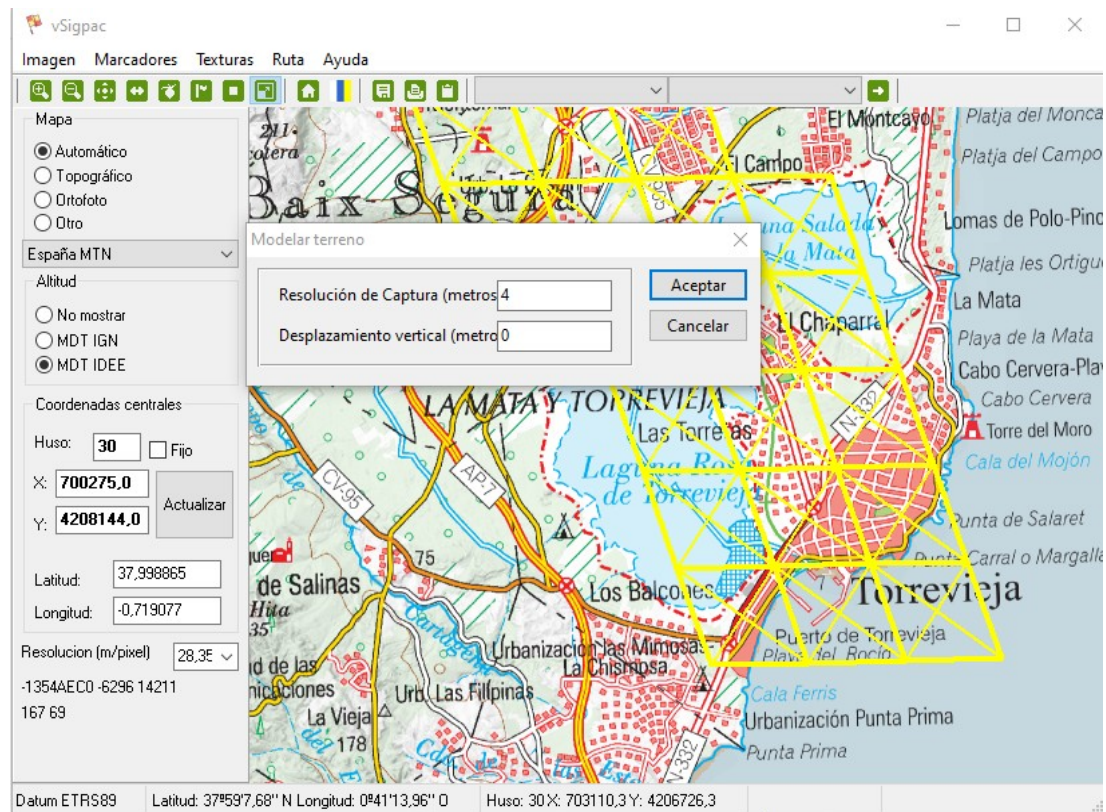 vSigpac
Imagen Marcadores Texturas Ruta Ayuda
Mapa
Automático
Topográfico
Ortofoto
Otro
España MTN
Altitud
No mostrar
MDT IGN
MDT IDEE
Coordenadas centrales
Huso: 30 Fijo
X: 700275,0
Y: 4208144,0
Actualizar
Latitud: 37,998865
Longitud: -0,719077
Resolucion (m/pixel) 28,35
-1354AEC0 -6296 14211
167 69
Modelar terreno
Resolución de Captura (metros 4
Desplazamiento vertical (metro 0
Aceptar
Cancelar
211
Baix Segura
El Montcayo
Platja del Monca
El Campo
Platja del Campo
Lomas de Polo-Pino
la Mata
Platja les Ortigue
La Mata
El Chaparral
Playa de la Mata
Cabo Cervera-Play
LA MATA Y TORREVIEJA
Cabo Cervera
Las Torretas
N-332
Torre del Moro
Laguna Rosa
de Torrevieja
Cala del Mojón
CV-95
AP-7
Punta de Salaret
75
Punta Carral o Margalla
de Salinas
Los Balcones
Torrevieja
Hita
35
Puerto de Torrevieja
Urbanización las Mimosas
Playa del Rocío
La Chismosa
Urb. Las Filipinas
Cala Ferris
La Vieja
178
Urbanización Punta Prima
N-332
Punta Prima
Datum ETRS89 Latitud: 37º59'7,68'' N Longitud: 0º41'13,96'' O Huso: 30 X: 703110,3 Y: 4206726,3